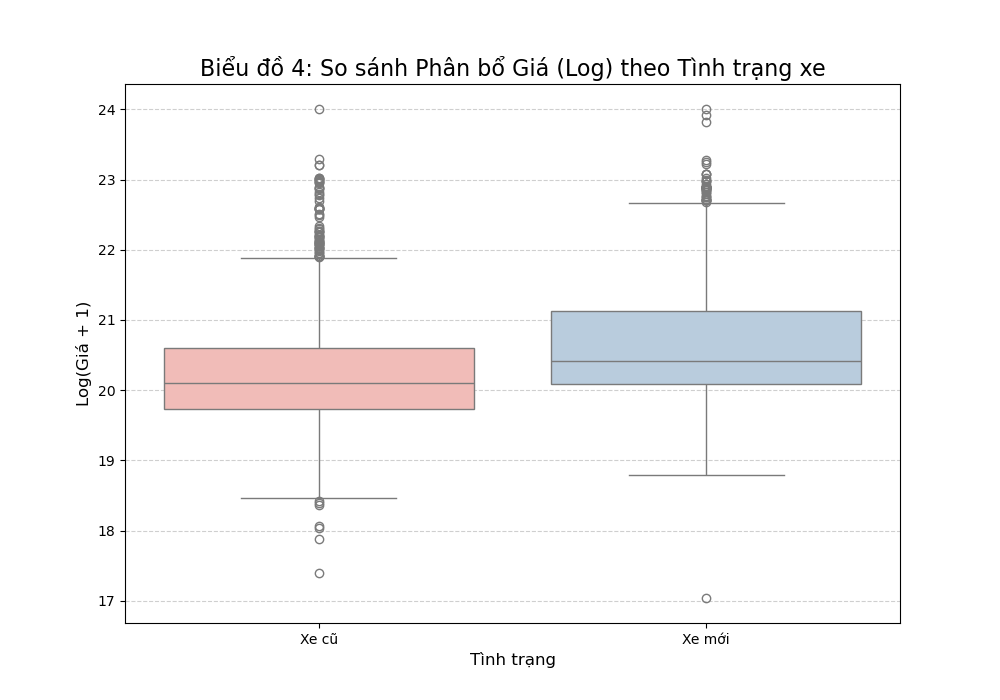 Biểu đồ 4: So sánh Phân bổ Giá (Log) theo Tình trạng xe
Log(Giá + 1)
24
23
22
21
20
19
18
17
Xe cũ
Xe mới
Tình trạng